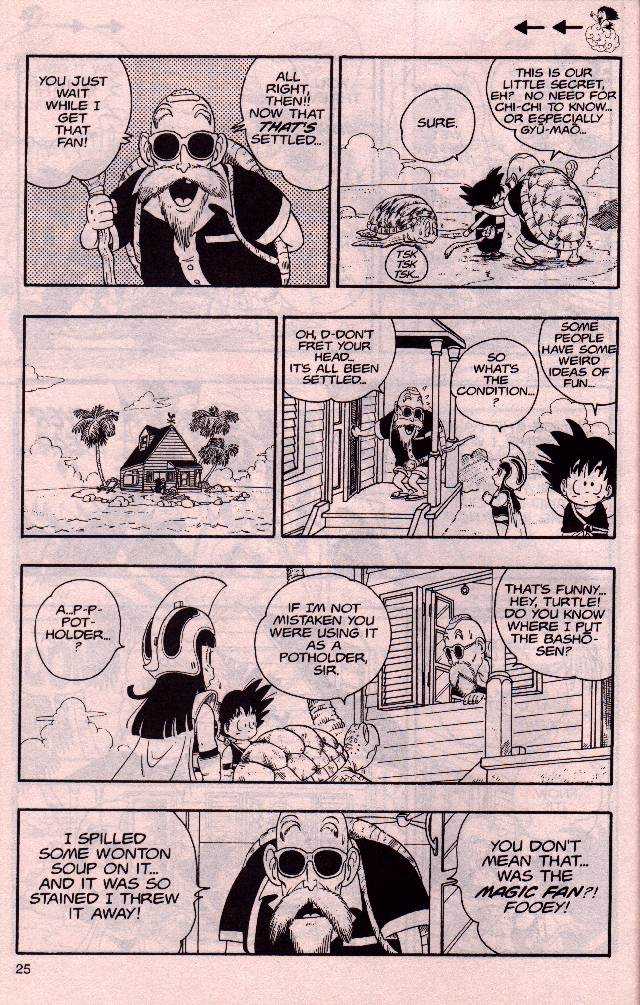 THIS IS OUR
LITTLE SECRET,
EH? NO NEED FOR
CHI-CHI TO KNOW...
OR ESPECIALLY
GYŪ-MAŌ...
SURE.
TSK
TSK
TSK...
ALL
RIGHT,
THEN!!
NOW THAT
THAT'S
SETTLED...
YOU JUST
WAIT
WHILE I
GET
THAT
FAN!
SOME
PEOPLE
HAVE SOME
WEIRD
IDEAS OF
FUN...
SO
WHAT'S
THE
CONDITION...
?
OH, D-DON'T
FRET YOUR
HEAD...
IT'S ALL BEEN
SETTLED...
THAT'S FUNNY...
HEY, TURTLE!
DO YOU KNOW
WHERE I PUT
THE BASHŌ-
SEN?
IF I'M NOT
MISTAKEN YOU
WERE USING IT
AS A
POTHOLDER,
SIR.
A...P-P-
POT-
HOLDER...
?
YOU DON'T
MEAN THAT...
WAS THE
MAGIC FAN?!
FOOEY!
I SPILLED
SOME WONTON
SOUP ON IT...
AND IT WAS SO
STAINED I THREW
IT AWAY!
25